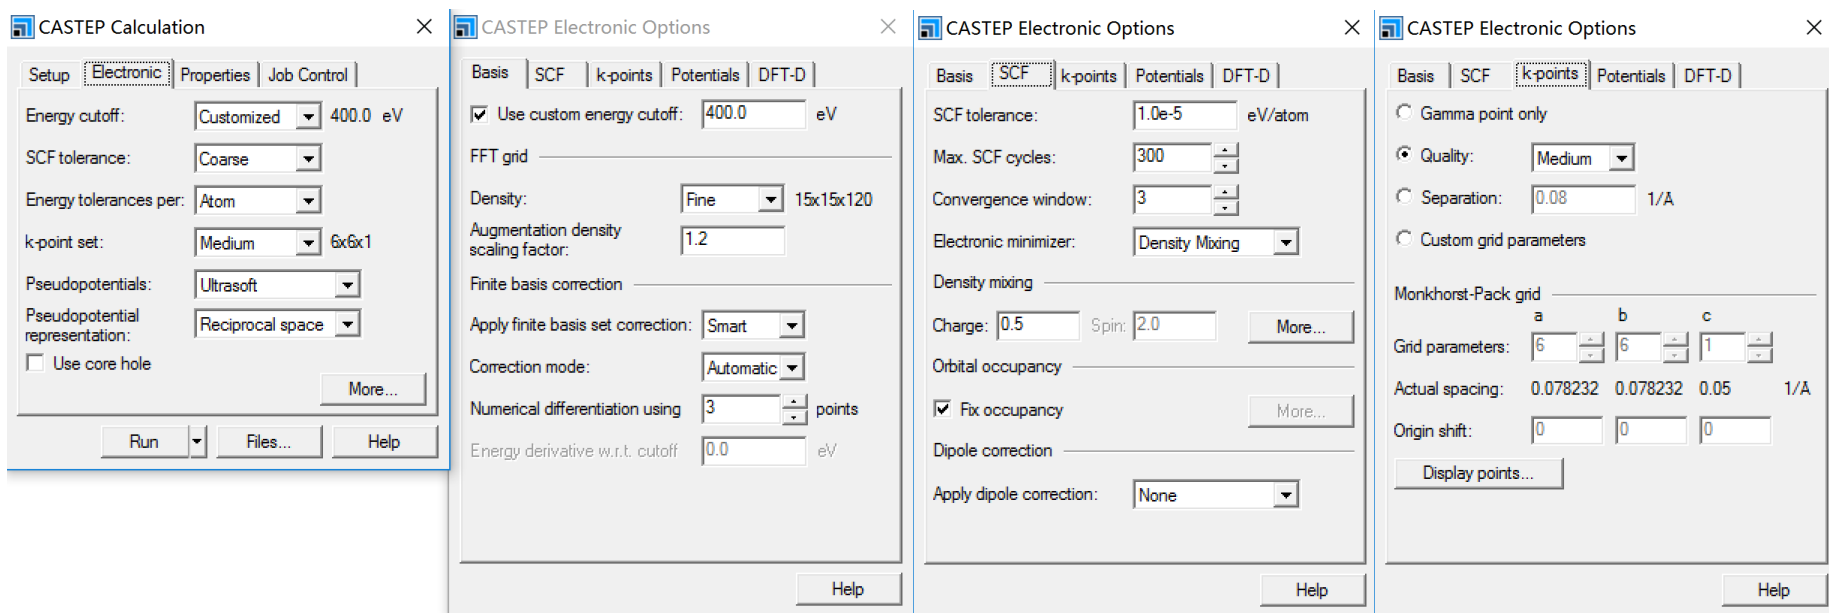 CASTEP Calculation
Setup Electronic Properties Job Control
Energy cutoff: Customized 400.0 eV
SCF tolerance: Coarse
Energy tolerances per: Atom
k-point set: Medium 6x6x1
Pseudopotentials: Ultrasoft
Pseudopotential
representation: Reciprocal space
Use core hole
More...
Run Files... Help
CASTEP Electronic Options
Basis SCF k-points Potentials DFT-D
Use custom energy cutoff: 400.0 eV
FFT grid
Density: Fine 15x15x120
Augmentation density
scaling factor: 1.2
Finite basis correction
Apply finite basis set correction: Smart
Correction mode: Automatic
Numerical differentiation using 3 points
Energy derivative w.r.t. cutoff 0.0 eV
Help
CASTEP Electronic Options
Basis SCF k-points Potentials DFT-D
SCF tolerance: 1.0e-5 eV/atom
Max. SCF cycles: 300
Convergence window: 3
Electronic minimizer: Density Mixing
Density mixing
Charge: 0.5 Spin: 2.0 More...
Orbital occupancy
Fix occupancy More...
Dipole correction
Apply dipole correction: None
Help
CASTEP Electronic Options
Basis SCF k-points Potentials DFT-D
Gamma point only
Quality: Medium
Separation: 0.08 1/Å
Custom grid parameters
Monkhorst-Pack grid
a b c
Grid parameters: 6 6 1
Actual spacing: 0.078232 0.078232 0.05 1/Å
Origin shift: 0 0 0
Display points...
Help